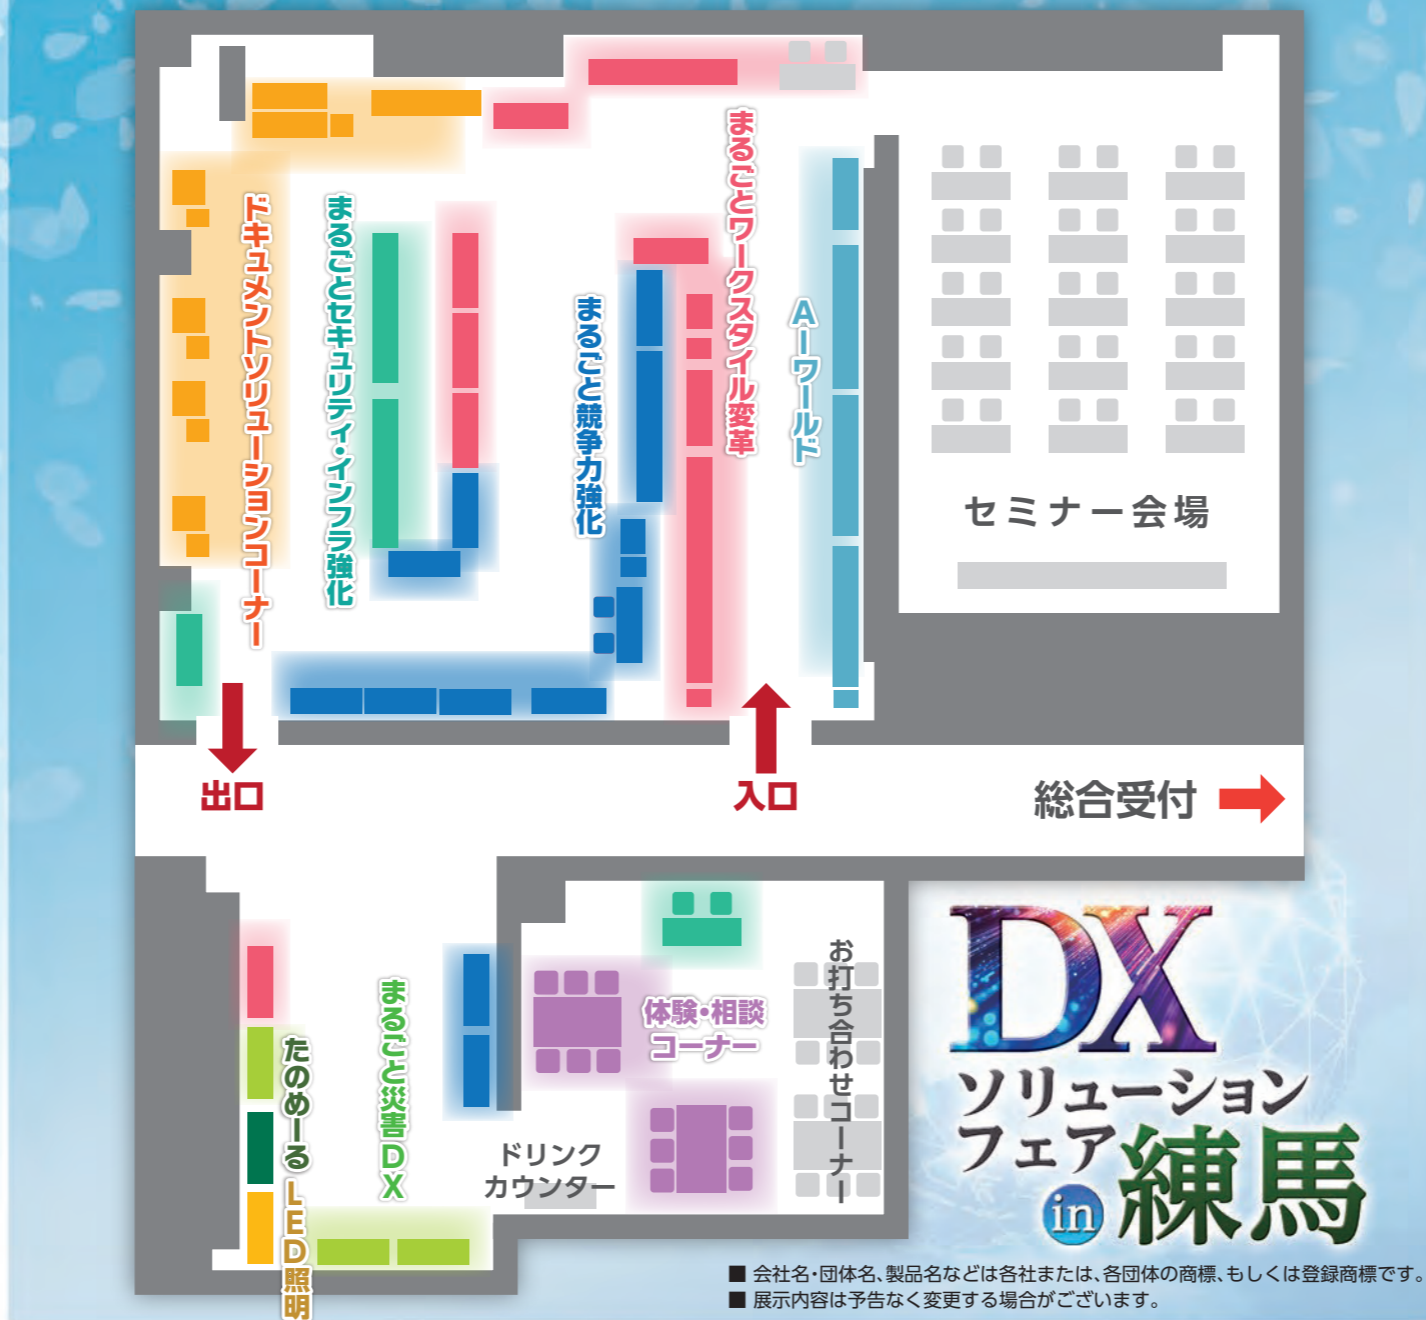 まるごとワークスタイル変革
ドキュメントソリューションコーナー
まるごとセキュリティ・インフラ強化
まるごと競争力強化
AIワールド
セミナー会場
出口
入口
総合受付
お打ち合わせコーナー
体験・相談
コーナー
まるごと災害DX
たのめーる
LED照明
ドリンク
カウンター
DX
ソリューション
フェア
in 練馬
■ 会社名・団体名、製品名などは各社または、各団体の商標、もしくは登録商標です。
■ 展示内容は予告なく変更する場合がございます。